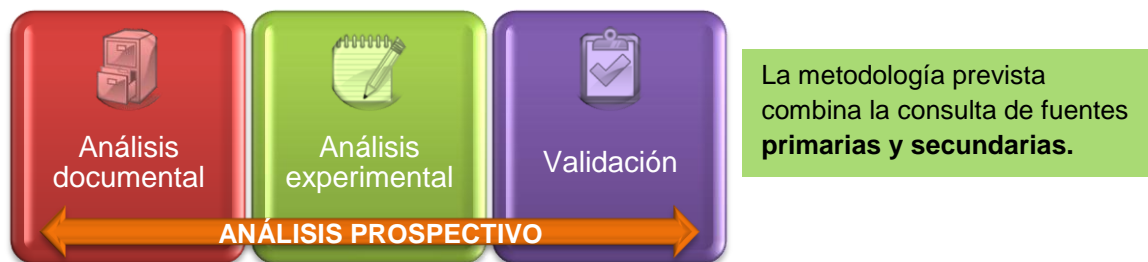 Análisis
documental
Análisis
experimental
Validación
ANÁLISIS PROSPECTIVO
La metodología prevista
combina la consulta de fuentes
primarias y secundarias.